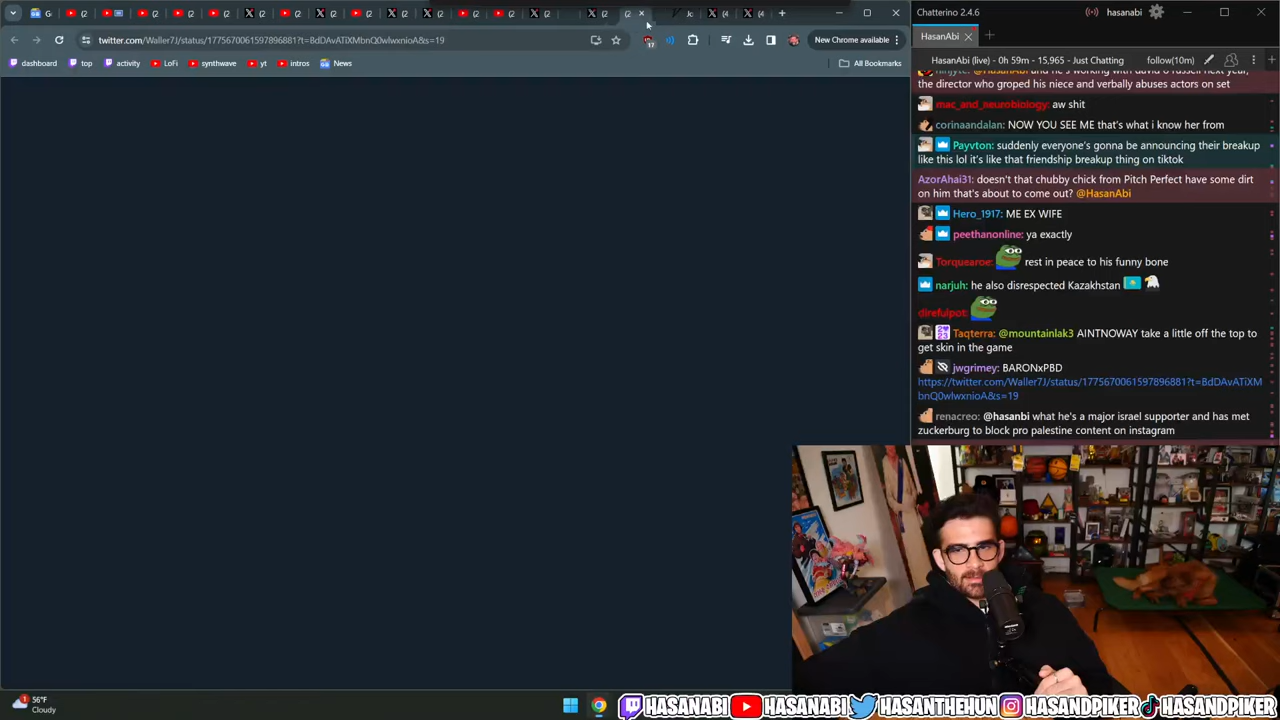 Chatterino 2.4.6
hasanabi
twitter.com/Waller7J/status/1775670061597896881?t=BdDAvATiXMbnQ0wlwxnioA&s=19
17
New Chrome available
HasanAbi
dashboard
top
activity
LoFi
synthwave
yt
intros
News
All Bookmarks
HasanAbi (live) - 0h 59m - 15,965 - Just Chatting
follow(10m)
the director who groped his niece and verbally abuses actors on set
mac_and_neurobiology: aw shit
corinaandalan: NOW YOU SEE ME that's what i know her from
Payvton: suddenly everyone's gonna be announcing their breakup
like this lol it's like that friendship breakup thing on tiktok
AzorAhai31: doesn't that chubby chick from Pitch Perfect have some dirt
on him that's about to come out? @HasanAbi
Hero_1917: ME EX WIFE
peethanonline: ya exactly
Torquearoe: rest in peace to his funny bone
narjuh: he also disrespected Kazakhstan
direfulpot:
Taqterra: @mountainlak3 AINTNOWAY take a little off the top to
get skin in the game
jwgrimey: BARONxPBD
https://twitter.com/Waller7J/status/1775670061597896881?t=BdDAvATiXM
bnQ0wlwxnioA&s=19
renacreo: @hasanbi what he's a major israel supporter and has met
zuckerburg to block pro palestine content on instagram
56°F
Cloudy
HASANABI
HASANABI
HASANTHEHUN
HASANDPIKER
HASANDPIKER